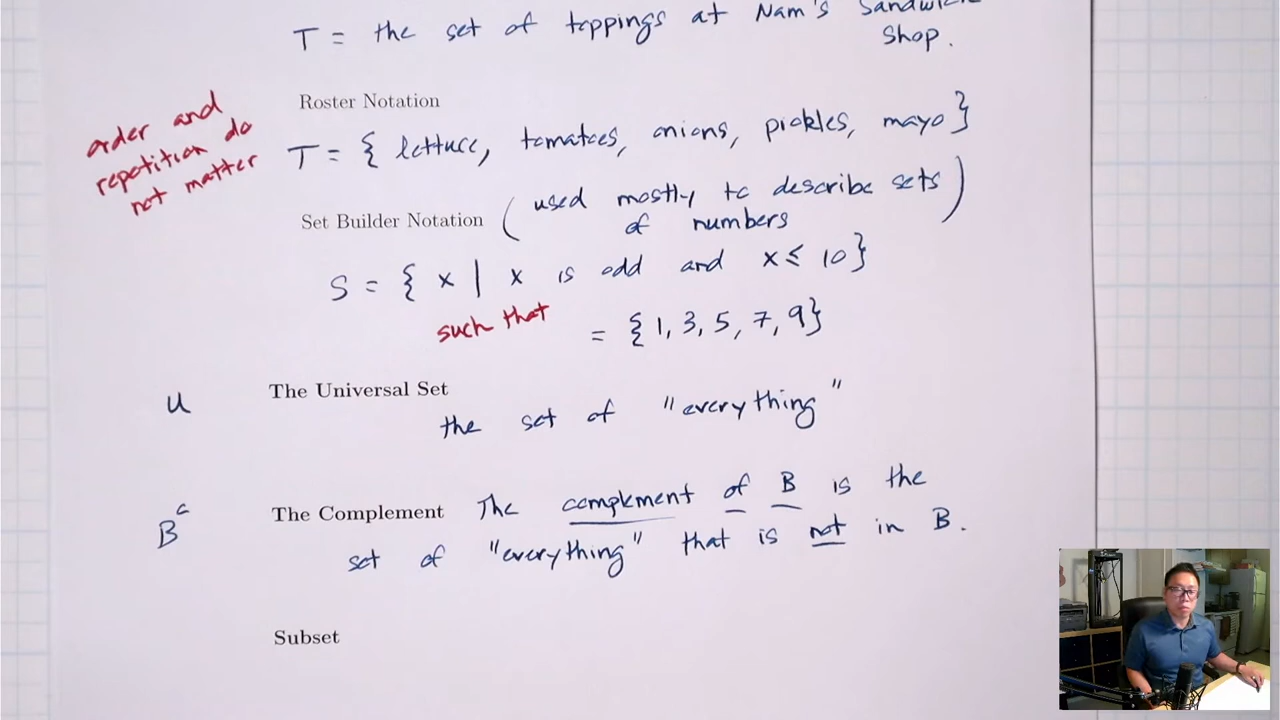 T = the set of toppings at Nam's Sandwich
Shop.
Roster Notation
order and
repetition do
not matter
T = { lettuce, tomatoes, onions, pickles, mayo }
Set Builder Notation ( used mostly to describe sets
of numbers )
S = { x | x is odd and x ≤ 10 }
such that
= { 1, 3, 5, 7, 9 }
U The Universal Set
the set of "everything"
B^c The Complement The complement of B is the
set of "everything" that is not in B.
Subset